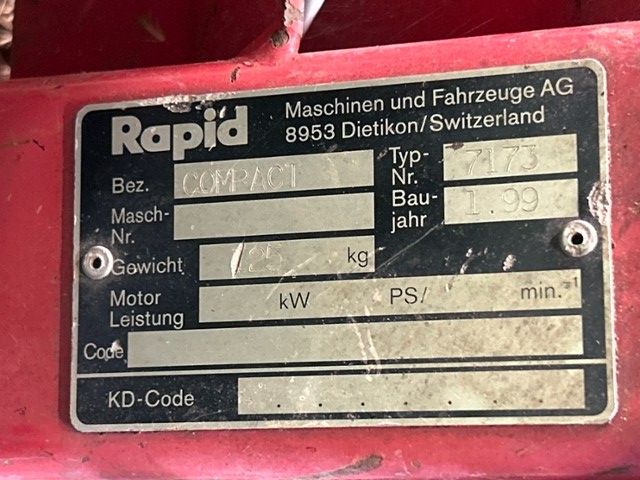 Rapid
Maschinen und Fahrzeuge AG
8953 Dietikon/Switzerland
Bez. COMPACT
Typ-Nr. 7173
Masch-Nr.
Bau-jahr 1.99
Gewicht 125 kg
Motor Leistung kW PS/ min.-1
Code
KD-Code . . . . . .